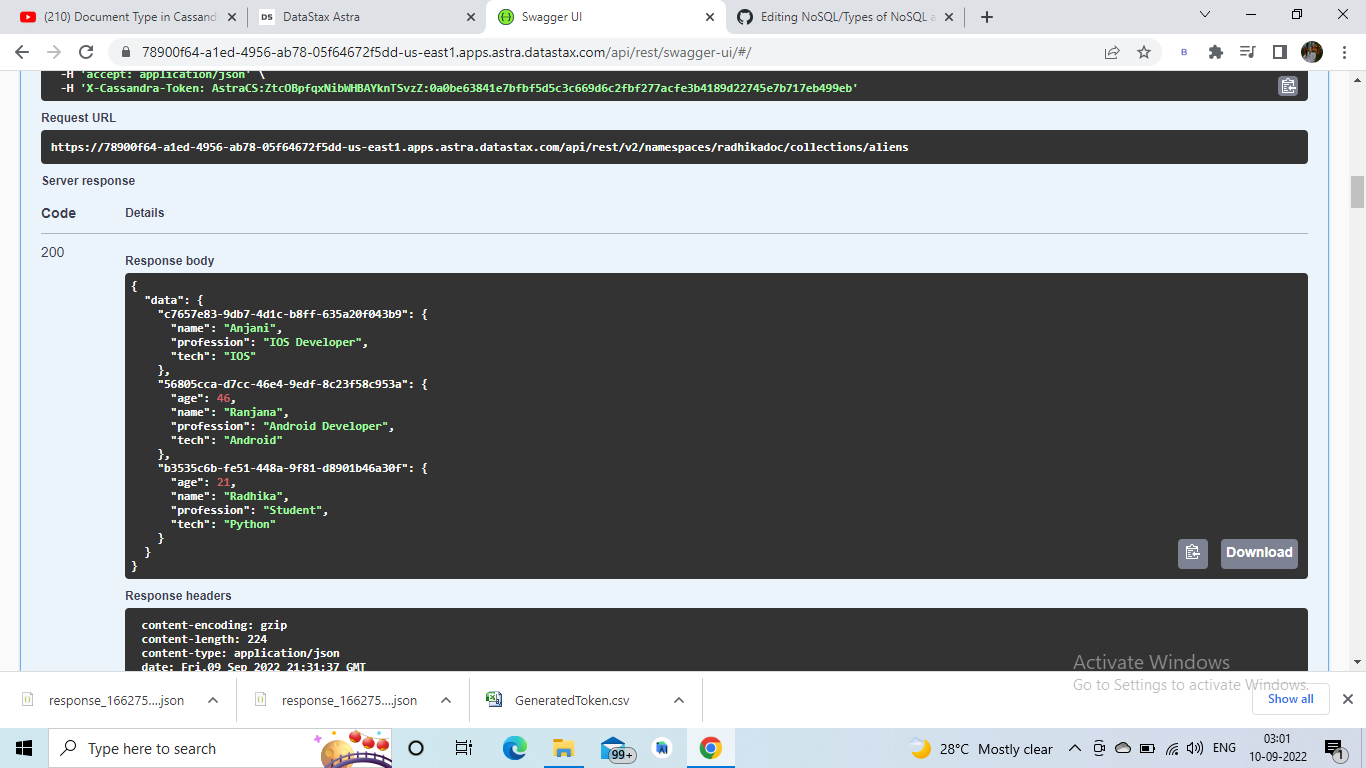 (210) Document Type in Cassand
DataStax Astra
Swagger UI
Editing NoSQL/Types of NoSQL a
78900f64-a1ed-4956-ab78-05f64672f5dd-us-east1.apps.astra.datastax.com/api/rest/swagger-ui/#/
-H 'accept: application/json' \
-H 'X-Cassandra-Token: AstraCS:ZtcOBpfqxNibWHBAYknTSvzZ:0a0be63841e7bfbf5d5c3c669d6c2fbf277acfe3b4189d22745e7b717eb499eb'
Request URL
https://78900f64-a1ed-4956-ab78-05f64672f5dd-us-east1.apps.astra.datastax.com/api/rest/v2/namespaces/radhikadoc/collections/aliens
Server response
Code Details
200
Response body
{
"data": {
"c7657e83-9db7-4d1c-b8ff-635a20f043b9": {
"name": "Anjani",
"profession": "IOS Developer",
"tech": "IOS"
},
"56805cca-d7cc-46e4-9edf-8c23f58c953a": {
"age": 46,
"name": "Ranjana",
"profession": "Android Developer",
"tech": "Android"
},
"b3535c6b-fe51-448a-9f81-d8901b46a30f": {
"age": 21,
"name": "Radhika",
"profession": "Student",
"tech": "Python"
}
}
}
Download
Response headers
content-encoding: gzip
content-length: 224
content-type: application/json
date: Fri,09 Sep 2022 21:31:37 GMT
Activate Windows
Go to Settings to activate Windows.
response_166275....json
response_166275....json
GeneratedToken.csv
Show all
Type here to search
99+
28°C Mostly clear
ENG
03:01
10-09-2022
1